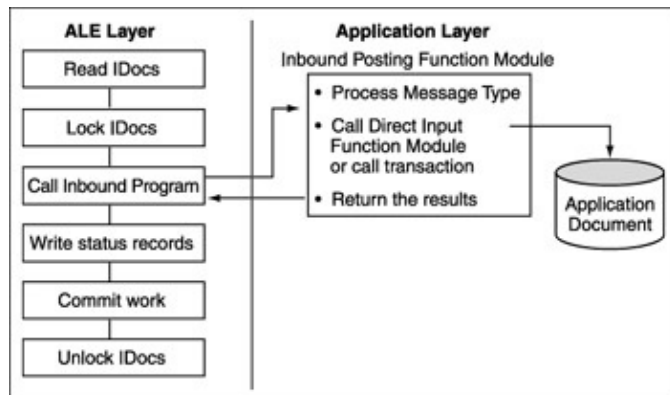 ALE Layer
Read IDocs
Lock IDocs
Call Inbound Program
Write status records
Commit work
Unlock IDocs
Application Layer
Inbound Posting Function Module
• Process Message Type
• Call Direct Input
Function Module
or call transaction
• Return the results
Application
Document